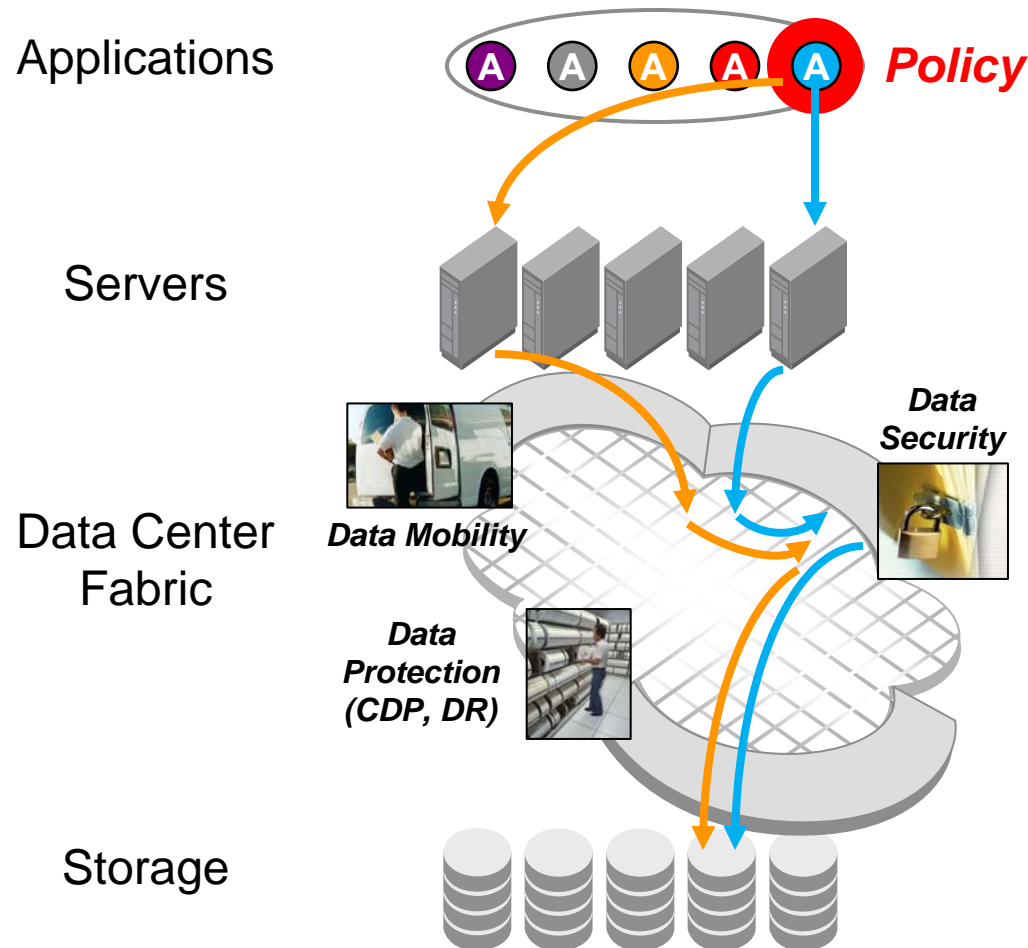 Applications
A A A A A
Policy
Servers
Data
Security
Data Mobility
Data Center
Fabric
Data
Protection
(CDP, DR)
Storage